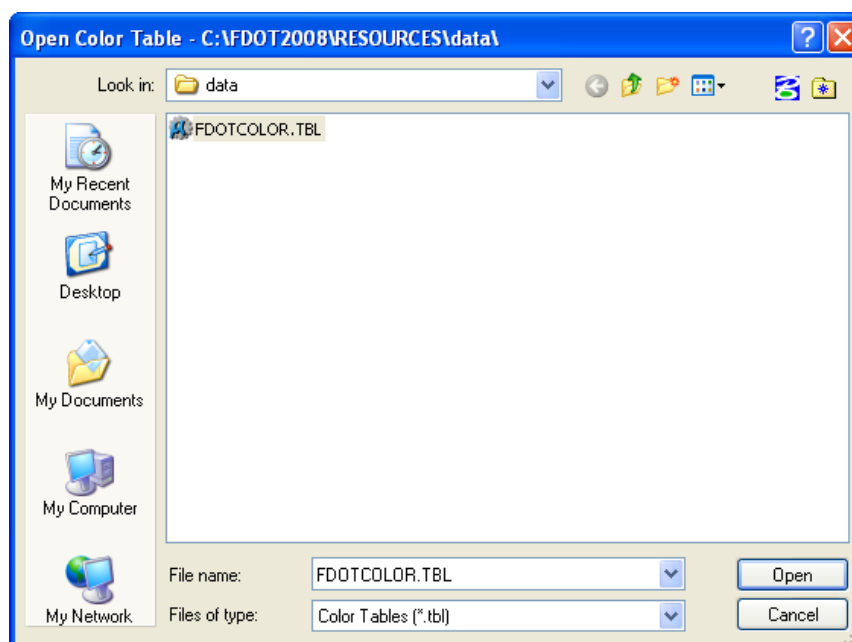 Open Color Table - C:\FDOT2008\RESOURCES\data\
Look in: data
FDOTCOLOR.TBL
My Recent
Documents
Desktop
My Documents
My Computer
My Network
File name: FDOTCOLOR.TBL Open
Files of type: Color Tables (*.tbl) Cancel